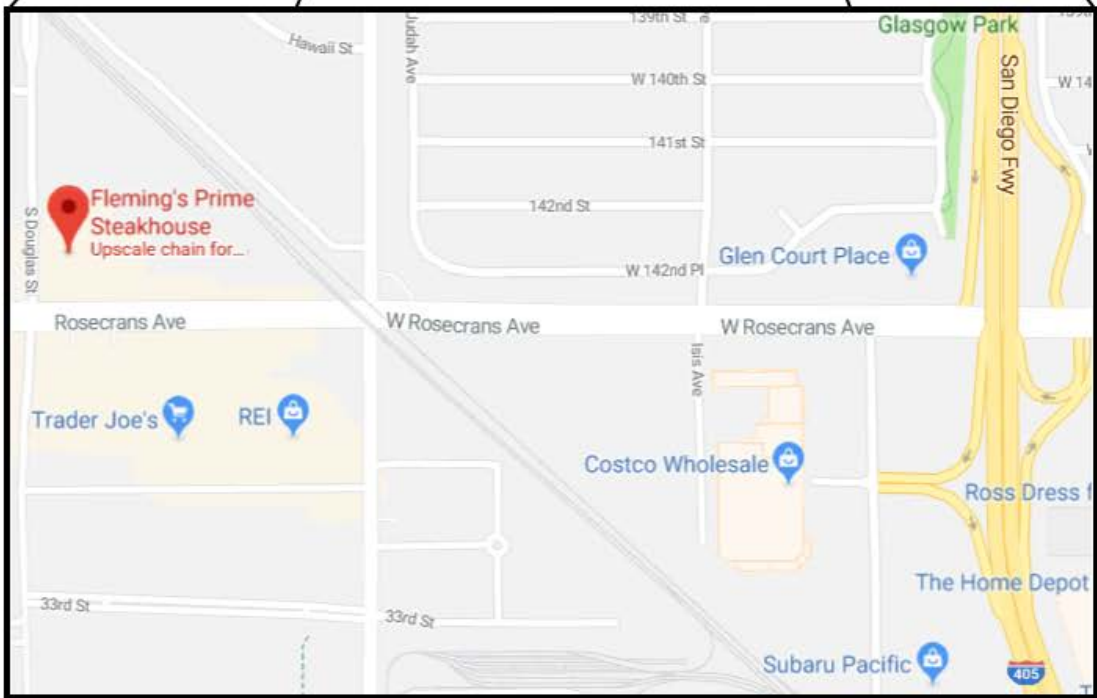 139th St
Glasgow Park
Hawaii St
Judah Ave
San Diego Fwy
W 140th St
W 14
141st St
Fleming's Prime
Steakhouse
Upscale chain for...
S Douglas St
142nd St
Glen Court Place
W 142nd Pl
Rosecrans Ave
W Rosecrans Ave
W Rosecrans Ave
Isis Ave
Trader Joe's
REI
Costco Wholesale
Ross Dress f
The Home Depot
33rd St
33rd St
Subaru Pacific
405